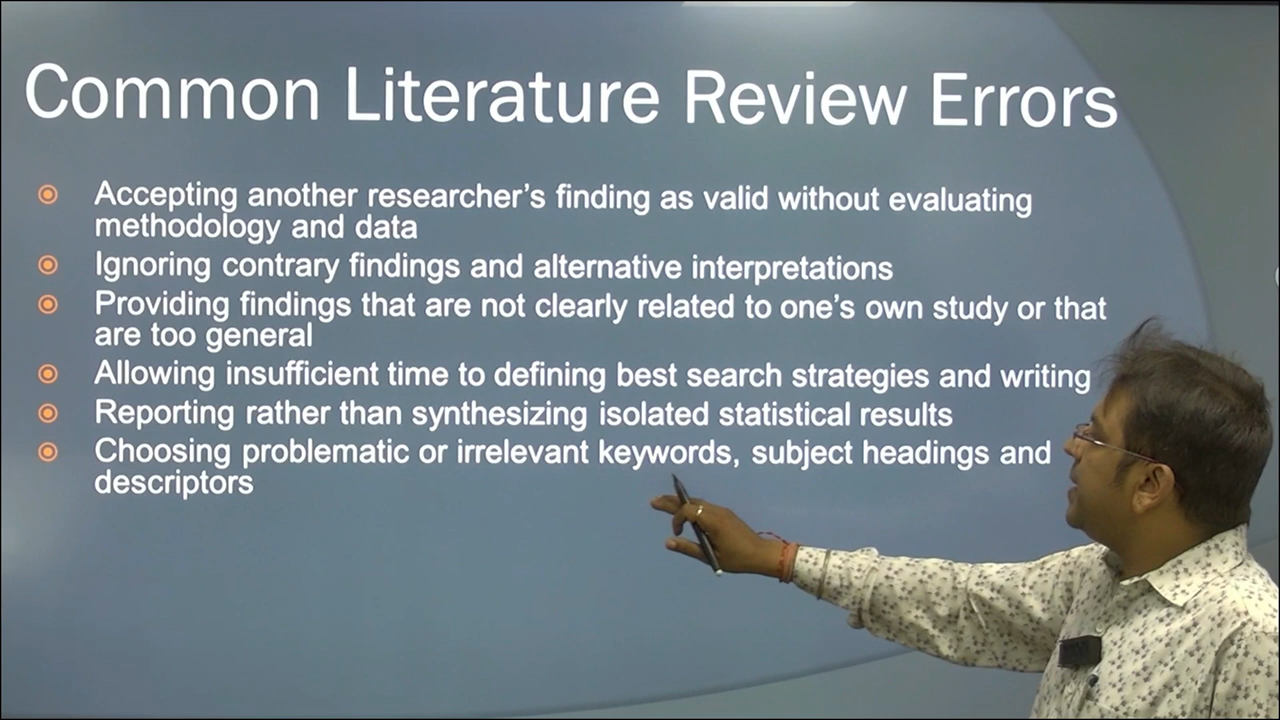 Common Literature Review Errors
Accepting another researcher’s finding as valid without evaluating
methodology and data
Ignoring contrary findings and alternative interpretations
Providing findings that are not clearly related to one’s own study or that
are too general
Allowing insufficient time to defining best search strategies and writing
Reporting rather than synthesizing isolated statistical results
Choosing problematic or irrelevant keywords, subject headings and
descriptors